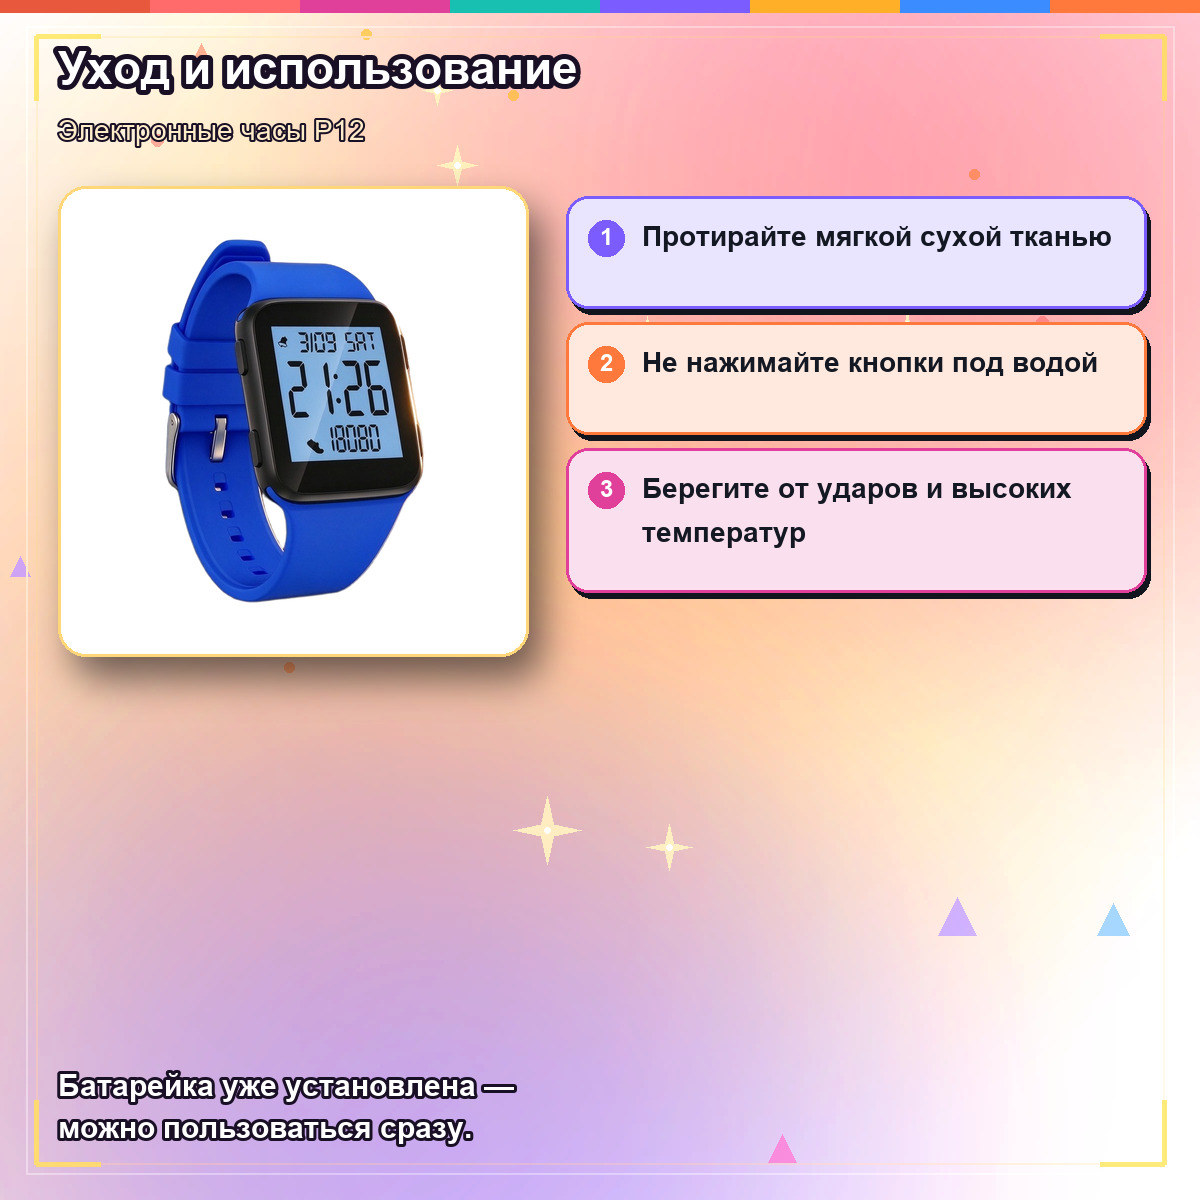 Уход и использование
Электронные часы P12
3109 SAT
21:26
18080
1 Протирайте мягкой сухой тканью
2 Не нажимайте кнопки под водой
3 Берегите от ударов и высоких
температур
Батарейка уже установлена —
можно пользоваться сразу.